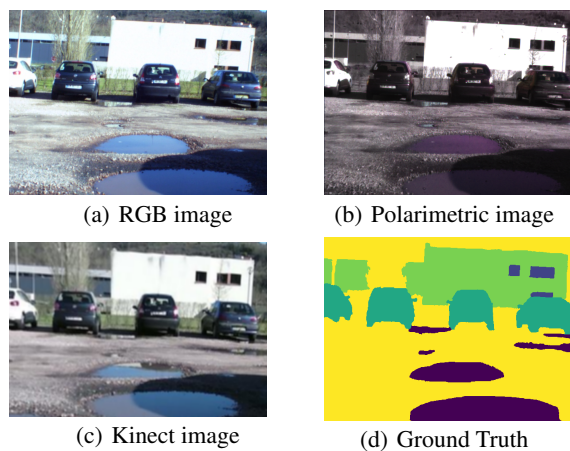 (a) RGB image
(b) Polarimetric image
(c) Kinect image
(d) Ground Truth